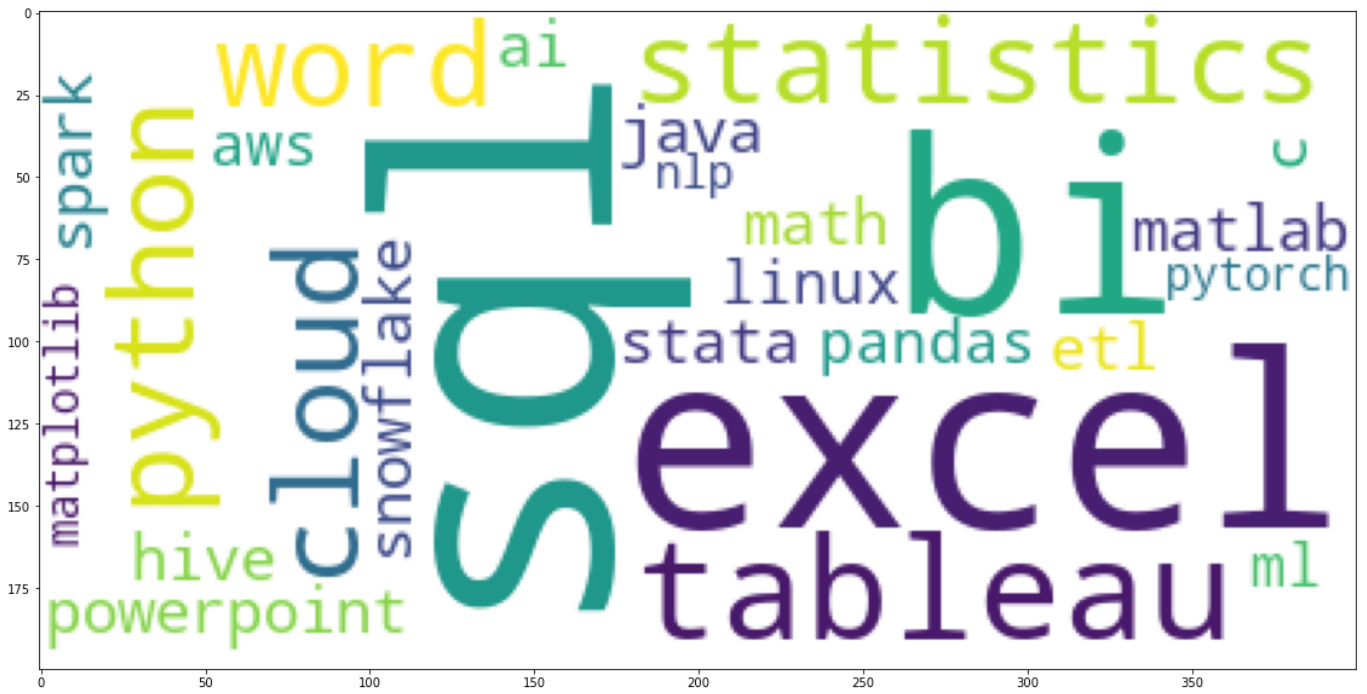 0
25
50
75
100
125
150
175
0 50 100 150 200 250 300 350
word
ai
statistics
spark
python
aws
sql
java
nlp
bi
c
math
matlab
linux
pytorch
cloud
snowflake
matplotlib
stata
pandas
etl
excel
tableau
ml
hive
powerpoint